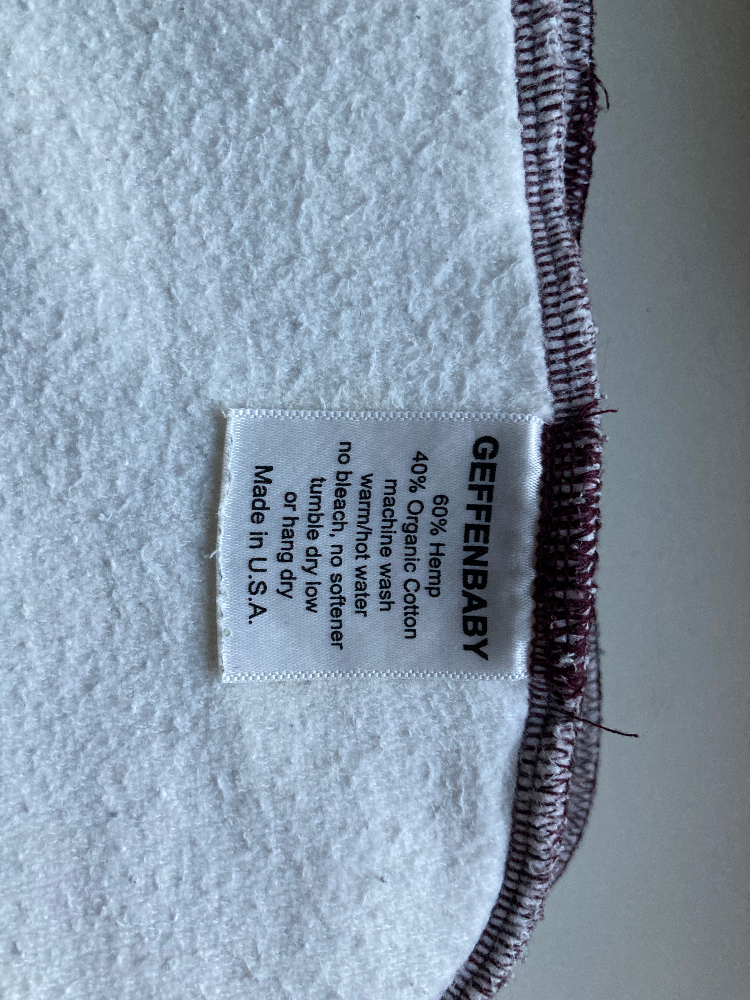 GEFFENBABY
60% Hemp
40% Organic Cotton
machine wash
warm/hot water
no bleach, no softener
tumble dry low
or hang dry
Made in U.S.A.